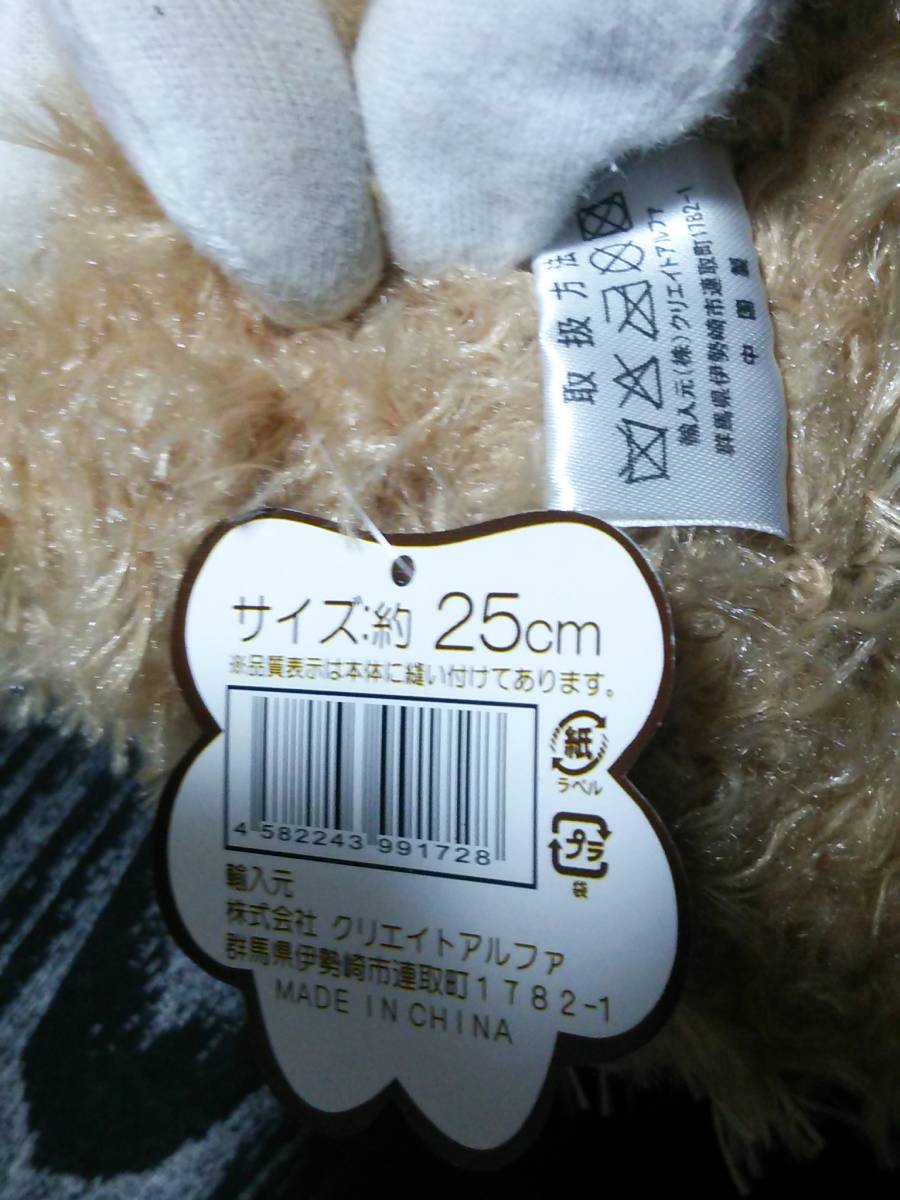 取扱方法
輸入元(株)クリエイトアルファ
群馬県伊勢崎市連取町1782-1
中国製
サイズ:約 25cm
※品質表示は本体に縫い付けてあります。
紙
ラベル
4 582243 991728
プラ
袋
輸入元
株式会社 クリエイトアルファ
群馬県伊勢崎市連取町1782-1
MADE IN CHINA